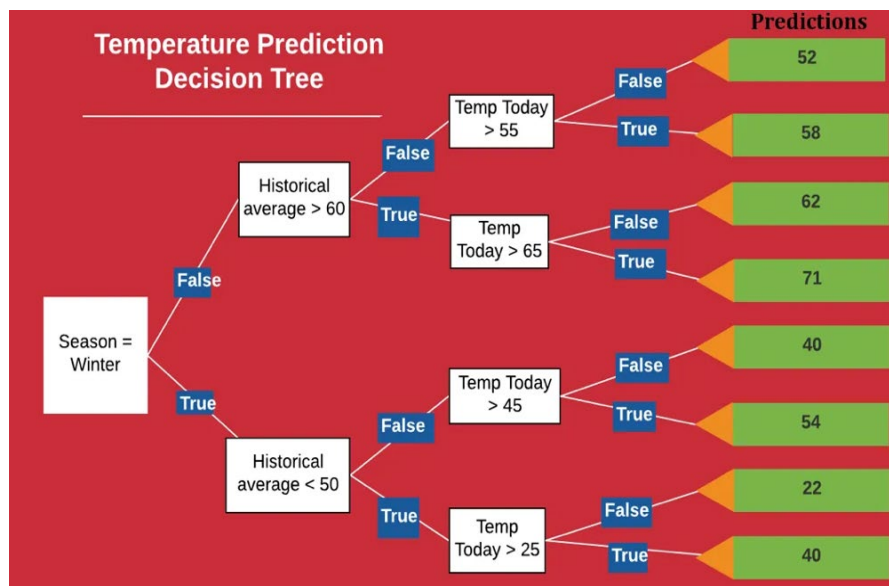 Predictions
Temperature Prediction
Decision Tree
Season =
Winter
False
True
Historical
average > 60
False
True
Historical
average < 50
False
True
Temp Today
> 55
False
True
Temp
Today > 65
False
True
Temp Today
> 45
False
True
Temp
Today > 25
False
True
52
58
62
71
40
54
22
40